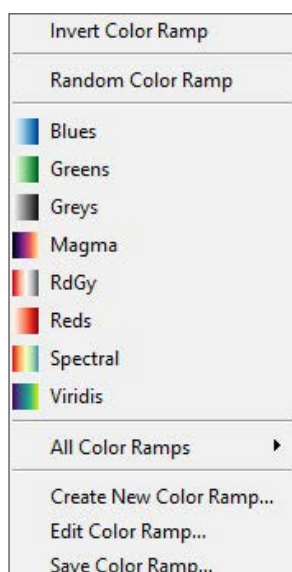 Invert Color Ramp
Random Color Ramp
Blues
Greens
Greys
Magma
RdGy
Reds
Spectral
Viridis
All Color Ramps
Create New Color Ramp...
Edit Color Ramp...
Save Color Ramp...